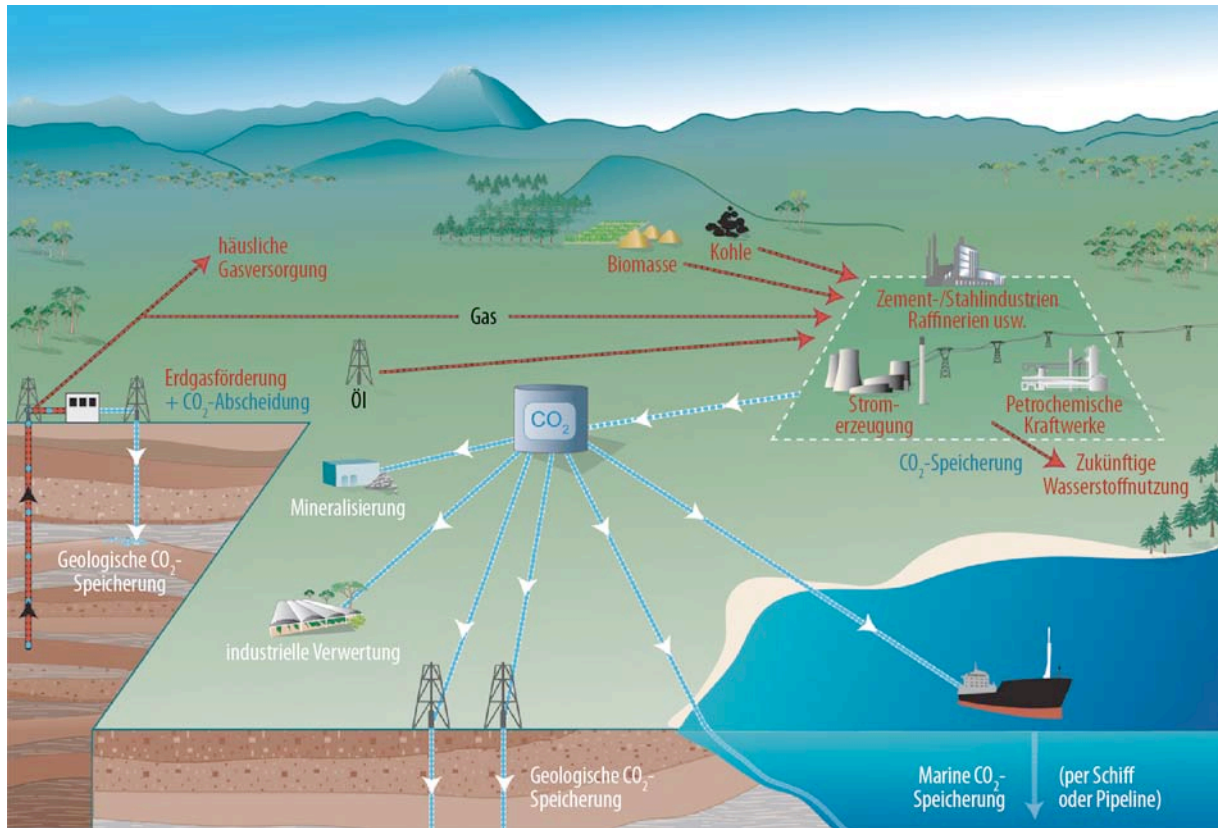 häusliche
Gasversorgung
Biomasse
Kohle
Zement-/Stahlindustrien
Raffinerien usw.
Gas
Erdgasförderung
+ CO₂-Abscheidung
Öl
CO₂
Strom-
erzeugung
Petrochemische
Kraftwerke
CO₂-Speicherung
Zukünftige
Wasserstoffnutzung
Mineralisierung
Geologische CO₂-
Speicherung
industrielle Verwertung
Geologische CO₂-
Speicherung
Marine CO₂-
Speicherung
(per Schiff
oder Pipeline)